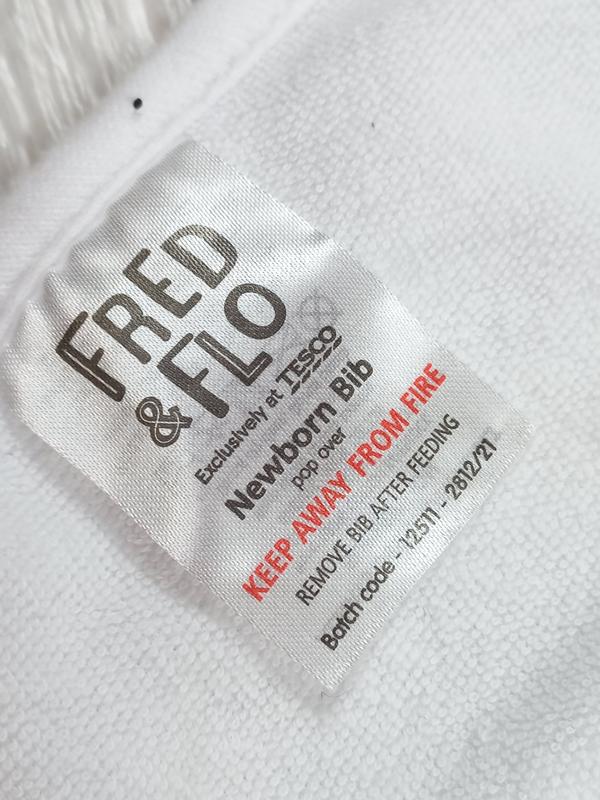 FRED
& FLO
Exclusively at TESCO
Newborn Bib
pop over
KEEP AWAY FROM FIRE
REMOVE BIB AFTER FEEDING
Batch code - 12511 - 2812/21